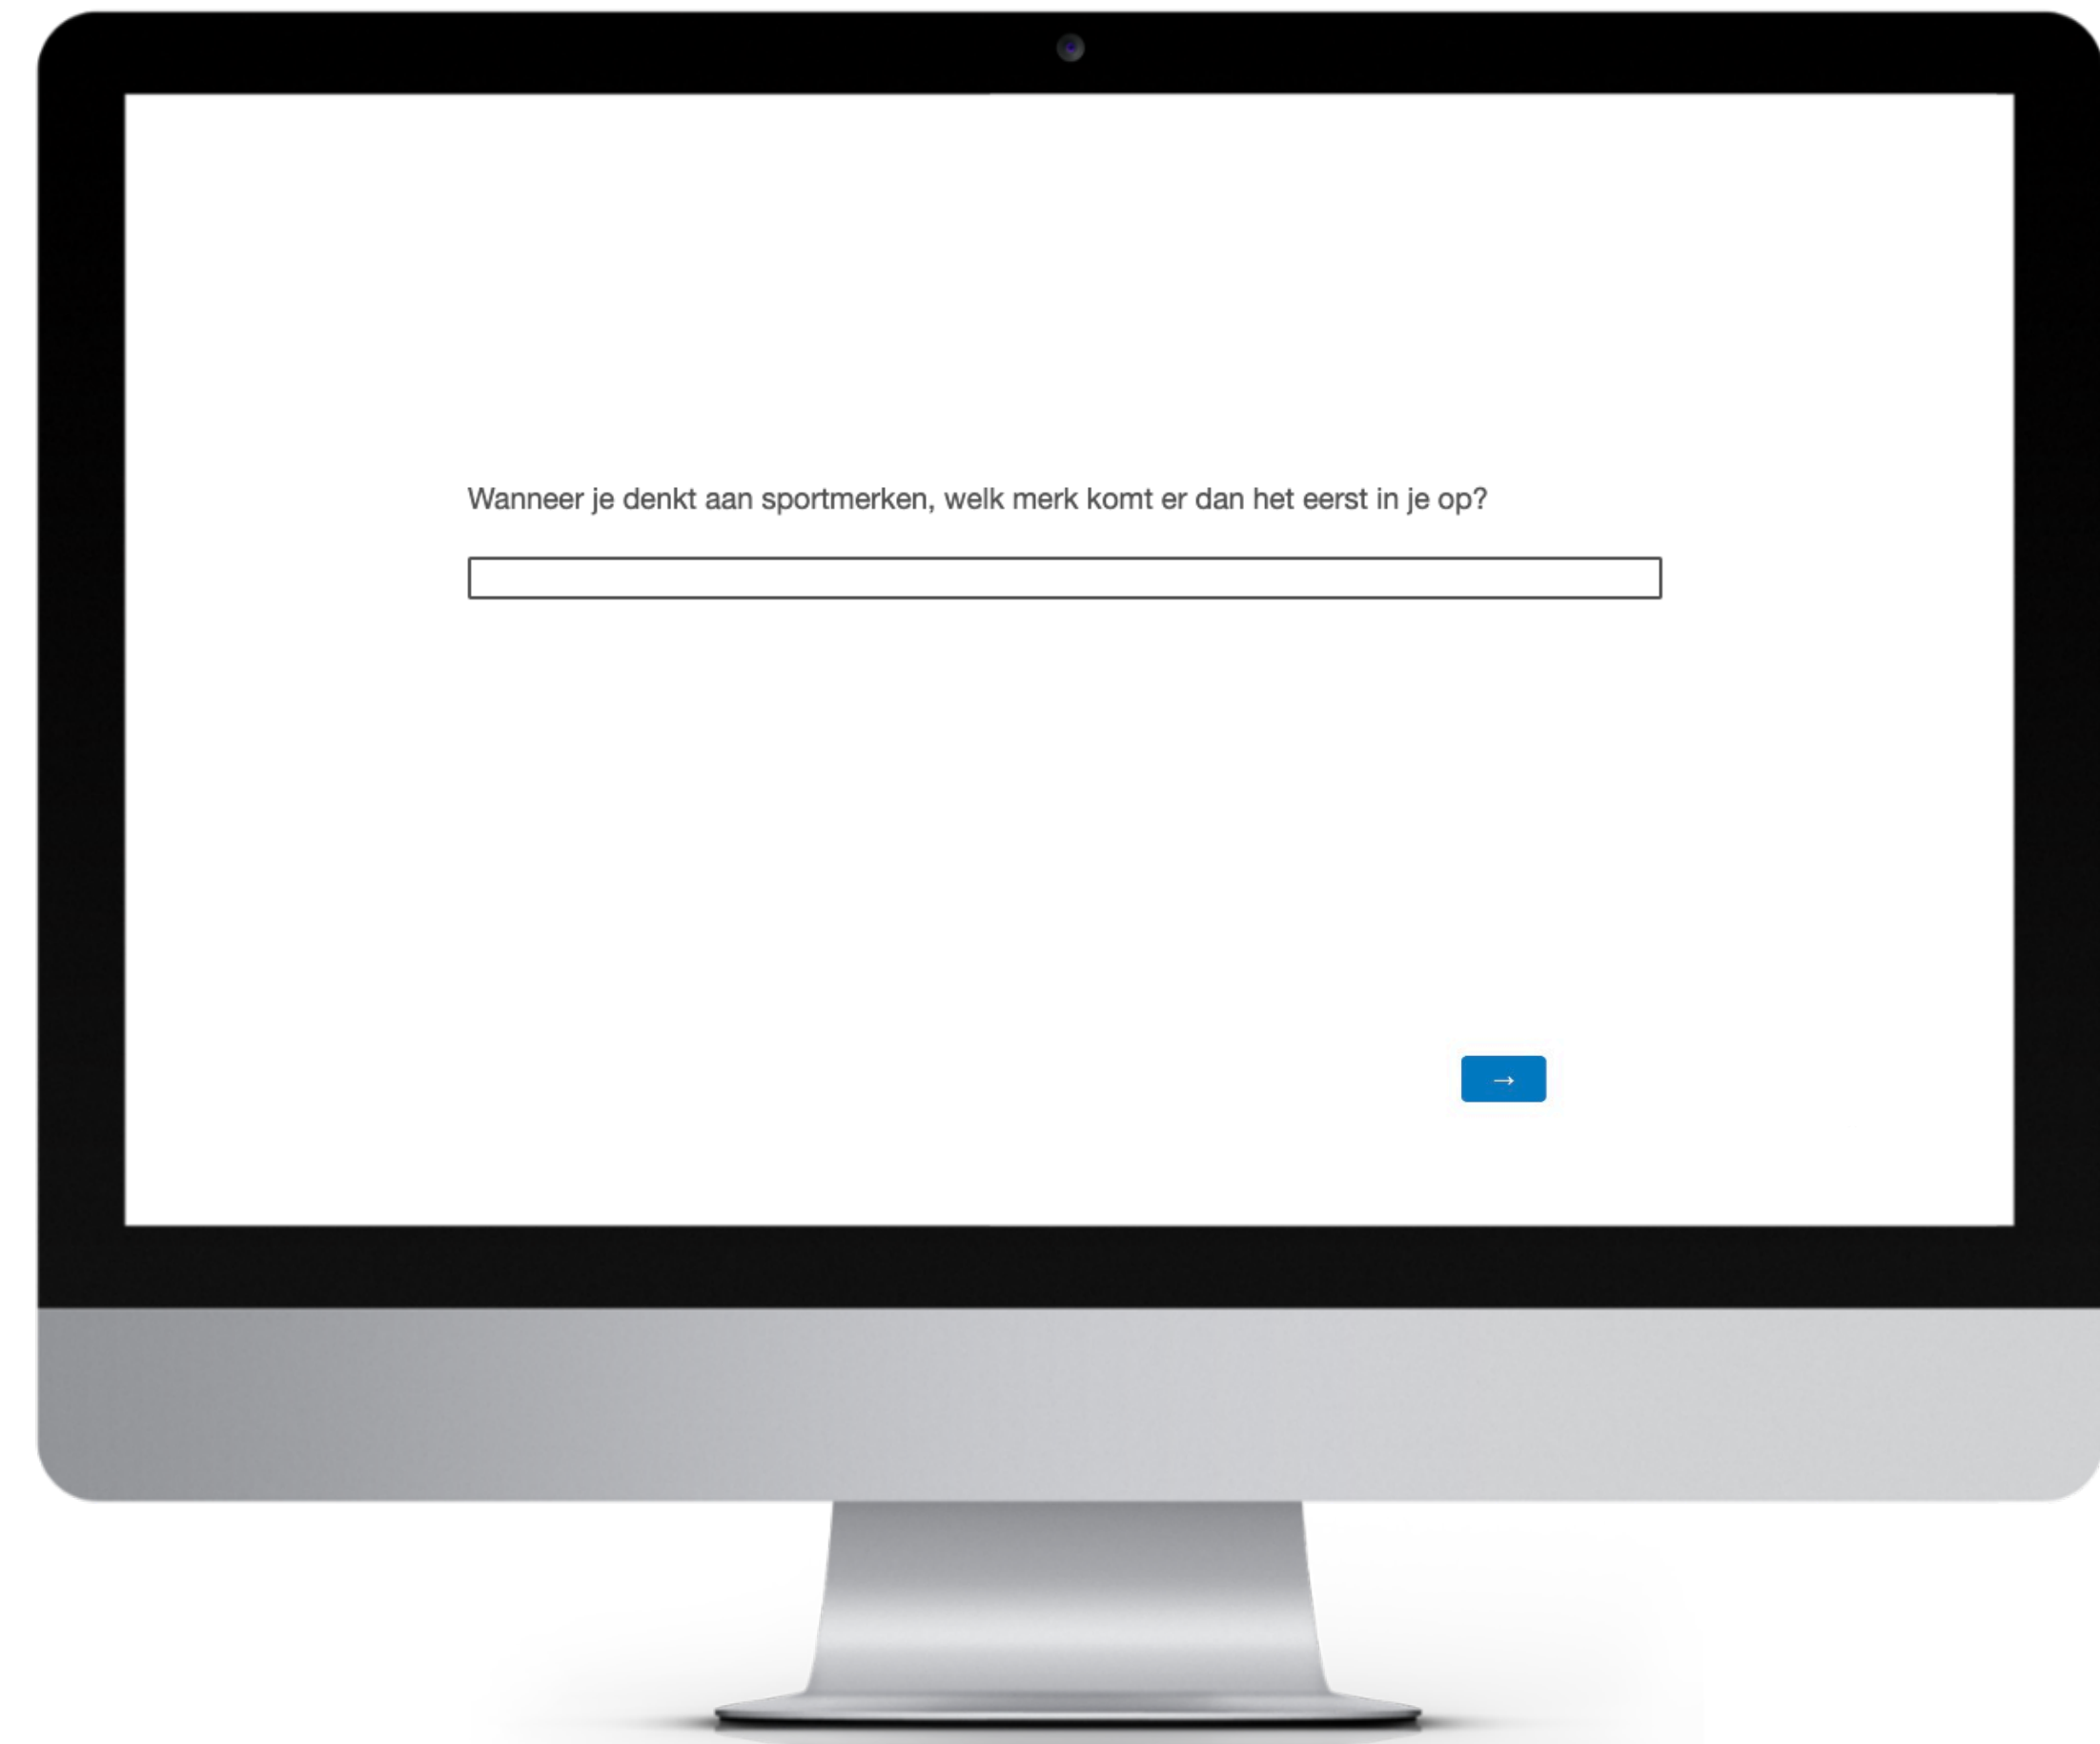 Wanneer je denkt aan sportmerken, welk merk komt er dan het eerst in je op?
→